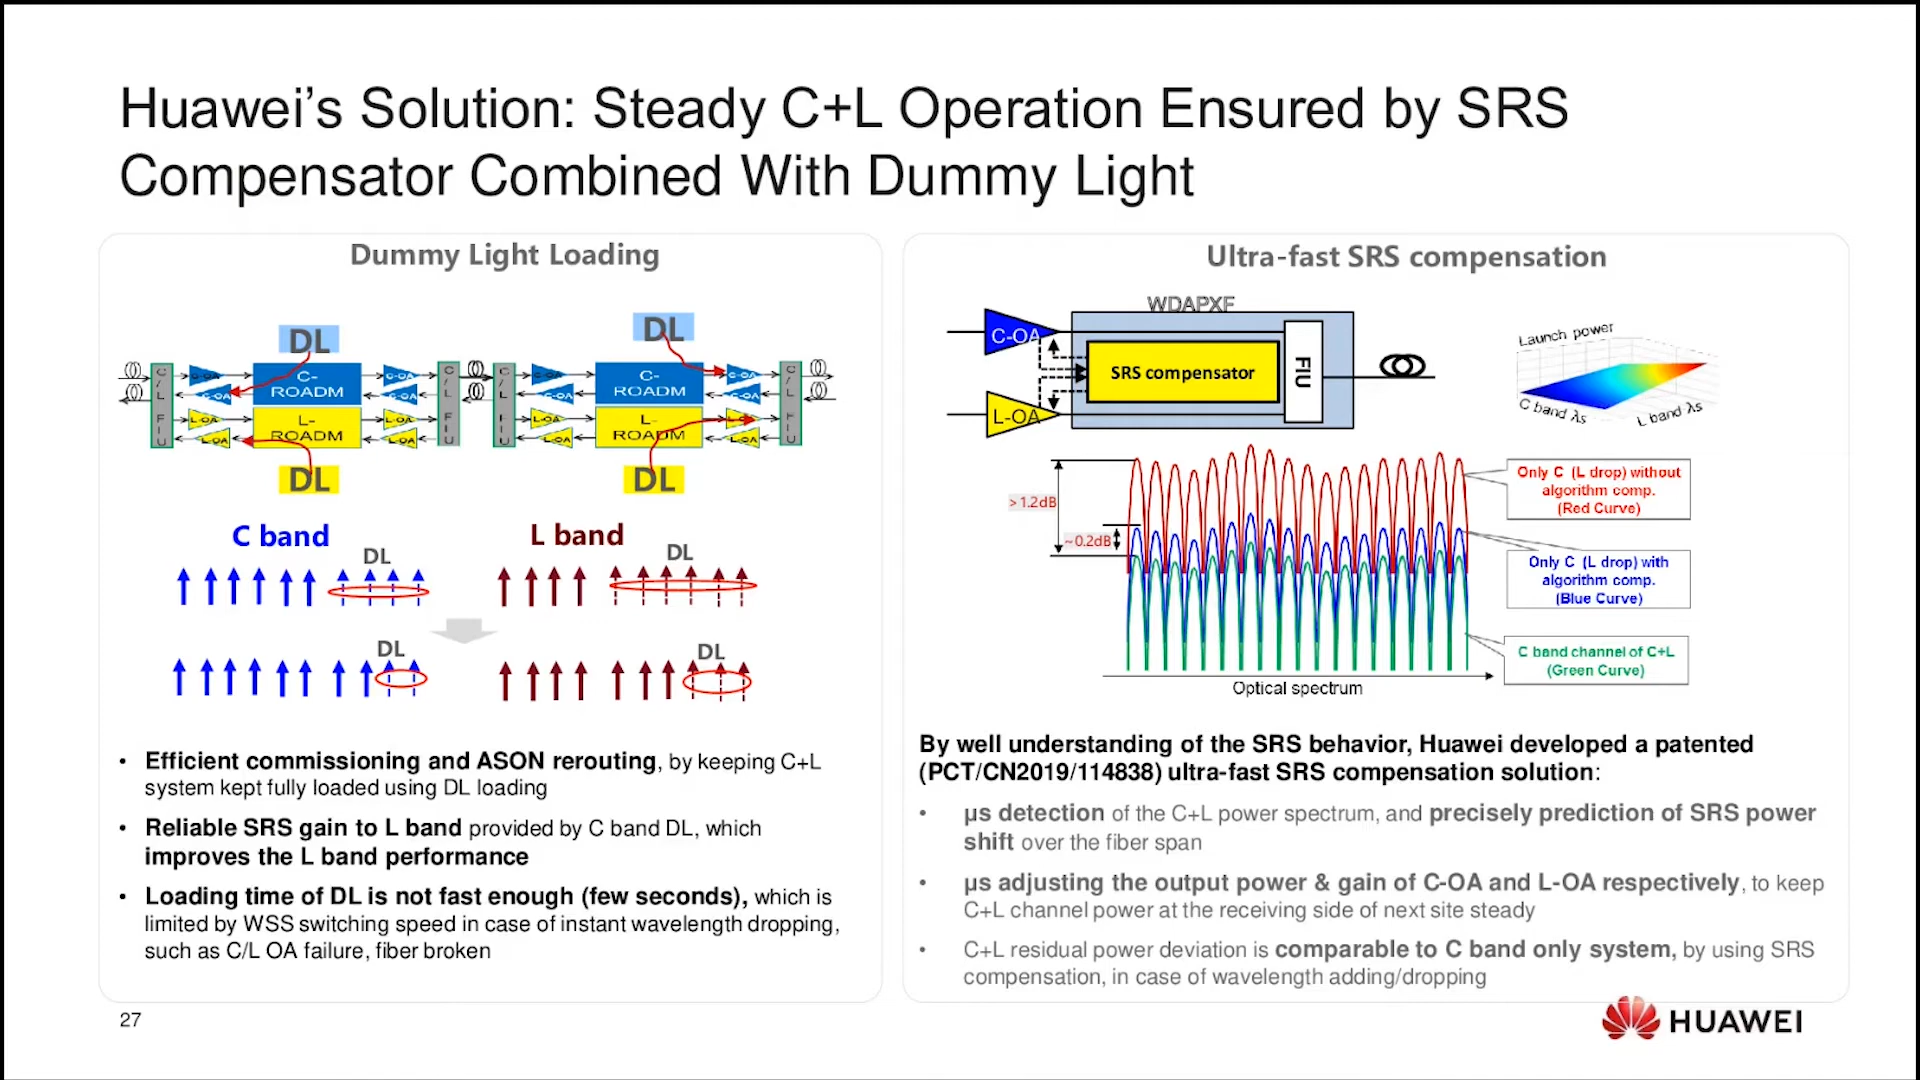 Huawei's Solution: Steady C+L Operation Ensured by SRS
Compensator Combined With Dummy Light
Dummy Light Loading
DL
DL
C/L FIU
C-OA
C-OA
L-OA
L-OA
C-
ROADM
L-
ROADM
C-OA
C-OA
L-OA
L-OA
C/L FIU
C/L FIU
C-OA
C-OA
L-OA
L-OA
C-
ROADM
L-
ROADM
C-OA
C-OA
L-OA
L-OA
C/L FIU
DL
DL
C band
L band
DL
DL
DL
DL
• Efficient commissioning and ASON rerouting, by keeping C+L
system kept fully loaded using DL loading
• Reliable SRS gain to L band provided by C band DL, which
improves the L band performance
• Loading time of DL is not fast enough (few seconds), which is
limited by WSS switching speed in case of instant wavelength dropping,
such as C/L OA failure, fiber broken
Ultra-fast SRS compensation
WDAPXF
C-OA
SRS compensator
FIU
L-OA
Launch power
C band λs
L band λs
>1.2dB
~0.2dB
Only C (L drop) without
algorithm comp.
(Red Curve)
Only C (L drop) with
algorithm comp.
(Blue Curve)
C band channel of C+L
(Green Curve)
Optical spectrum
By well understanding of the SRS behavior, Huawei developed a patented
(PCT/CN2019/114838) ultra-fast SRS compensation solution:
• μs detection of the C+L power spectrum, and precisely prediction of SRS power
shift over the fiber span
• μs adjusting the output power & gain of C-OA and L-OA respectively, to keep
C+L channel power at the receiving side of next site steady
• C+L residual power deviation is comparable to C band only system, by using SRS
compensation, in case of wavelength adding/dropping
27
HUAWEI